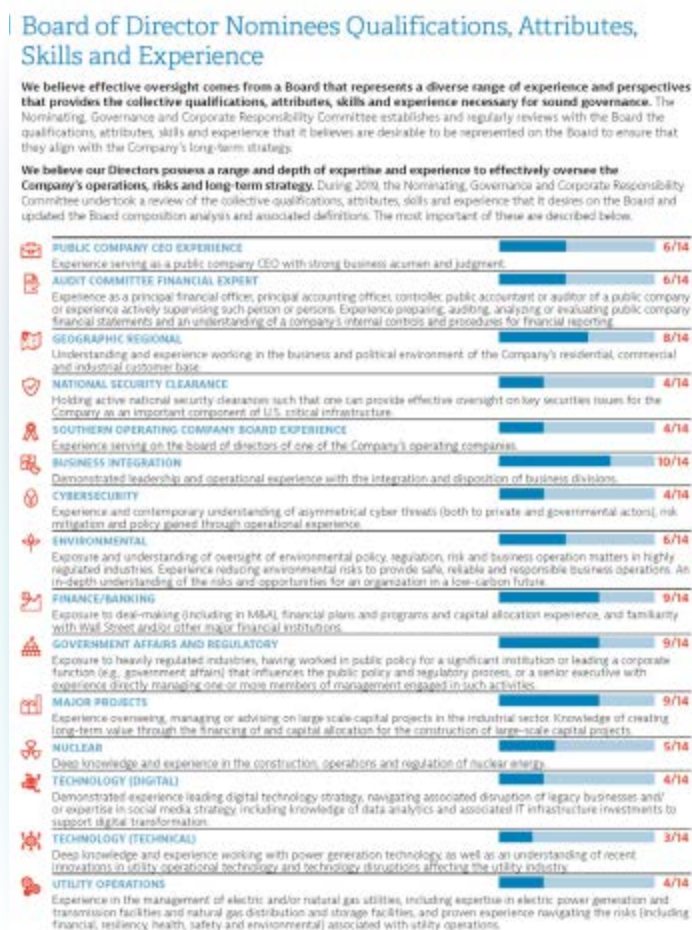 Board of Director Nominees Qualifications, Attributes,
Skills and Experience
We believe effective oversight comes from a Board that represents a diverse range of experience and perspectives
that provides the collective qualifications, attributes, skills and experience necessary for sound governance. The
Nominating, Governance and Corporate Responsibility Committee establishes and regularly reviews with the Board the
qualifications, attributes, skills and experience that it believes are desirable to be represented on the Board to ensure that
they align with the Company's long-term strategy.
We believe our Directors possess a range and depth of expertise and experience to effectively oversee the
Company's operations, risks and long-term strategy. During 2019, the Nominating, Governance and Corporate Responsibility
Committee undertook a review of the collective qualifications, attributes, skills and experience that it desires on the Board and
updated the Board composition analysis and associated definitions. The most important of these are described below.
PUBLIC COMPANY CEO EXPERIENCE 6/14
Experience serving as a public company CEO with strong business acumen and judgment.
AUDIT COMMITTEE FINANCIAL EXPERT 6/14
Experience as a principal financial officer, principal accounting officer, controller, public accountant or auditor of a public company
or experience actively supervising such person or persons. Experience preparing, auditing, analyzing or evaluating public company
financial statements and an understanding of a company's internal controls and procedures for financial reporting.
GEOGRAPHIC REGIONAL 8/14
Understanding and experience working in the business and political environment of the Company's residential, commercial
and industrial customer base.
NATIONAL SECURITY CLEARANCE 4/14
Holding active national security clearances such that one can provide effective oversight on key securities issues for the
Company as an important component of U.S. critical infrastructure.
SOUTHERN OPERATING COMPANY BOARD EXPERIENCE 4/14
Experience serving on the board of directors of one of the Company's operating companies.
BUSINESS INTEGRATION 10/14
Demonstrated leadership and operational experience with the integration and disposition of business divisions.
CYBERSECURITY 4/14
Experience and contemporary understanding of asymmetrical cyber threats (both to private and governmental actors), risk
mitigation and policy gained through operational experience.
ENVIRONMENTAL 6/14
Exposure and understanding of oversight of environmental policy, regulation, risk and business operation matters in highly
regulated industries. Experience reducing environmental risks to provide safe, reliable and responsible business operations. An
in-depth understanding of the risks and opportunities for an organization in a low-carbon future.
FINANCE/BANKING 9/14
Exposure to deal-making (including in M&A), financial plans and programs and capital allocation experience, and familiarity
with Wall Street and/or other major financial institutions.
GOVERNMENT AFFAIRS AND REGULATORY 9/14
Exposure to heavily regulated industries, having worked in public policy for a significant institution or leading a corporate
function (e.g., government affairs) that influences the public policy and regulatory process, or a senior executive with
experience directly managing one or more members of management engaged in such activities.
MAJOR PROJECTS 9/14
Experience overseeing, managing or advising on large scale capital projects in the industrial sector. Knowledge of creating
long-term value through the financing of and capital allocation for the construction of large-scale capital projects.
NUCLEAR 5/14
Deep knowledge and experience in the construction, operations and regulation of nuclear energy.
TECHNOLOGY (DIGITAL) 4/14
Demonstrated experience leading digital technology strategy, navigating associated disruption of legacy businesses and/
or expertise in social media strategy, including knowledge of data analytics and associated IT infrastructure investments to
support digital transformation.
TECHNOLOGY (TECHNICAL) 3/14
Deep knowledge and experience working with power generation technology, as well as an understanding of recent
innovations in utility operational technology and technology disruptions affecting the utility industry.
UTILITY OPERATIONS 4/14
Experience in the management of electric and/or natural gas utilities, including expertise in electric power generation and
transmission facilities and natural gas distribution and storage facilities, and proven experience navigating the risks (including
financial, resiliency, health, safety and environmental) associated with utility operations.